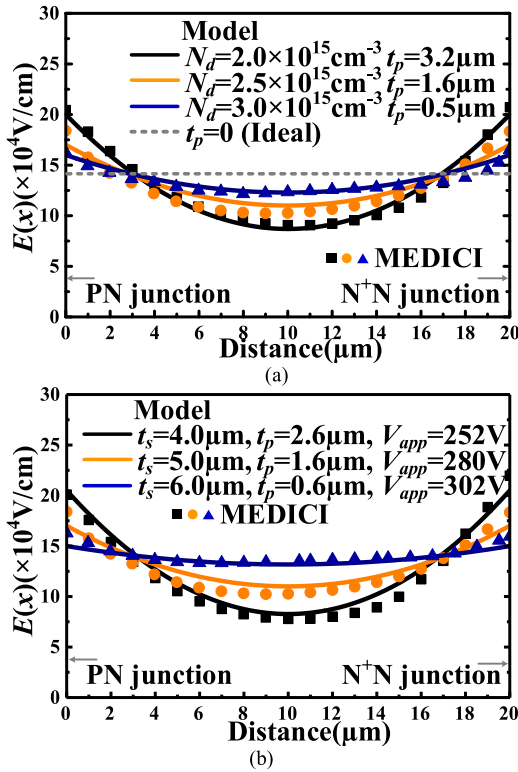 30
25
20
15
10
5
0
E(x)(×10⁴V/cm)
Model
N_d=2.0×10¹⁵cm⁻³ t_p=3.2μm
N_d=2.5×10¹⁵cm⁻³ t_p=1.6μm
N_d=3.0×10¹⁵cm⁻³ t_p=0.5μm
t_p=0 (Ideal)
MEDICI
PN junction N⁺N junction
0 2 4 6 8 10 12 14 16 18 20
Distance(μm)
(a)
30
25
20
15
10
5
0
E(x)(×10⁴V/cm)
Model
t_s=4.0μm, t_p=2.6μm, V_app=252V
t_s=5.0μm, t_p=1.6μm, V_app=280V
t_s=6.0μm, t_p=0.6μm, V_app=302V
MEDICI
PN junction N⁺N junction
0 2 4 6 8 10 12 14 16 18 20
Distance(μm)
(b)